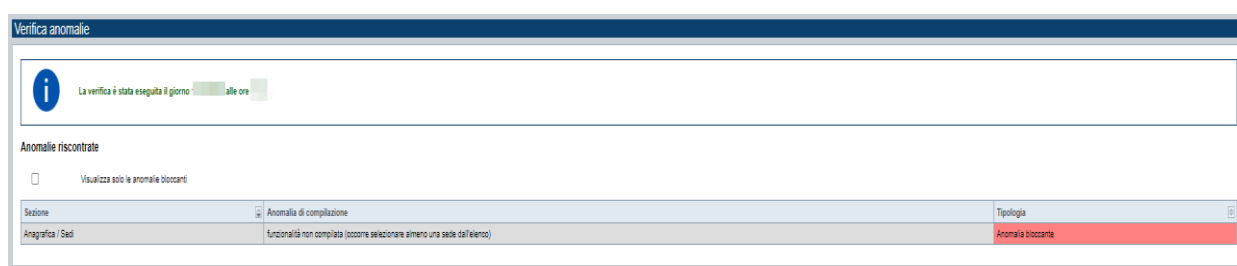 Verifica anomalie
i
La verifica è stata eseguita il giorno alle ore
Anomalie riscontrate
Visualizza solo le anomalie bloccanti
Sezione Anomalia di compilazione Tipologia
Anagrafica / Sedi funzionalità non compilata (occorre selezionare almeno una sede dall'elenco) Anomalia bloccante